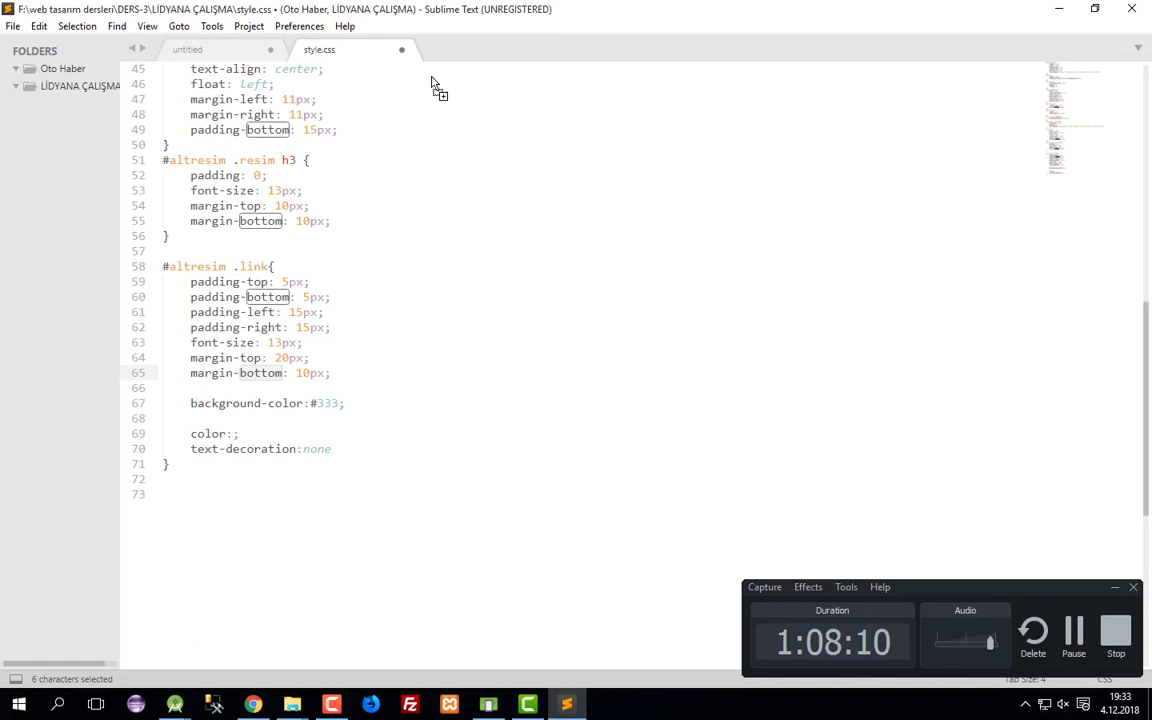 F:\web tasarım dersleri\DERS-3\LİDYANA ÇALIŞMA\style.css • (Oto Haber, LİDYANA ÇALIŞMA) - Sublime Text (UNREGISTERED)
File Edit Selection Find View Goto Tools Project Preferences Help
FOLDERS
Oto Haber
LİDYANA ÇALIŞMA
untitled
style.css
45 text-align: center;
46 float: left;
47 margin-left: 11px;
48 margin-right: 11px;
49 padding-bottom: 15px;
50 }
51 #altresim .resim h3 {
52 padding: 0;
53 font-size: 13px;
54 margin-top: 10px;
55 margin-bottom: 10px;
56 }
57
58 #altresim .link{
59 padding-top: 5px;
60 padding-bottom: 5px;
61 padding-left: 15px;
62 padding-right: 15px;
63 font-size: 13px;
64 margin-top: 20px;
65 margin-bottom: 10px;
66
67 background-color:#333;
68
69 color:;
70 text-decoration:none
71 }
72
73
Capture Effects Tools Help
Duration
1:08:10
Audio
Delete
Pause
Stop
6 characters selected
Tab Size: 4
CSS
19:33
4.12.2018